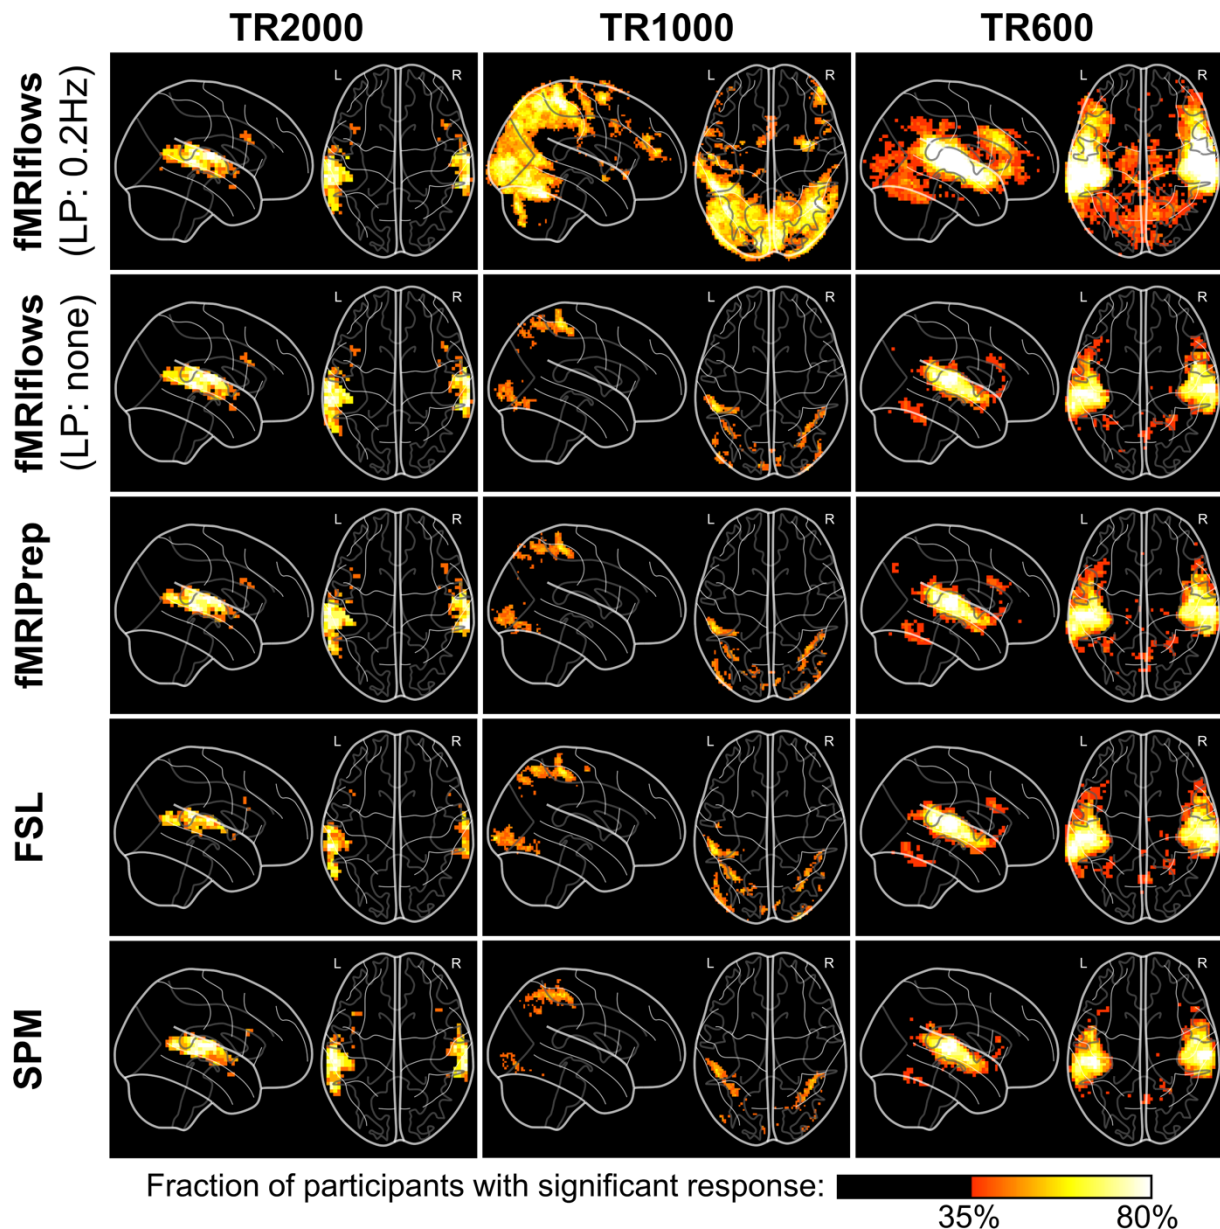 TR2000 TR1000 TR600
fMRIflows
(LP: 0.2Hz)
L R L R L R
fMRIflows
(LP: none)
L R L R L R
fMRIPrep
L R L R L R
FSL
L R L R L R
SPM
L R L R L R
Fraction of participants with significant response:
35% 80%